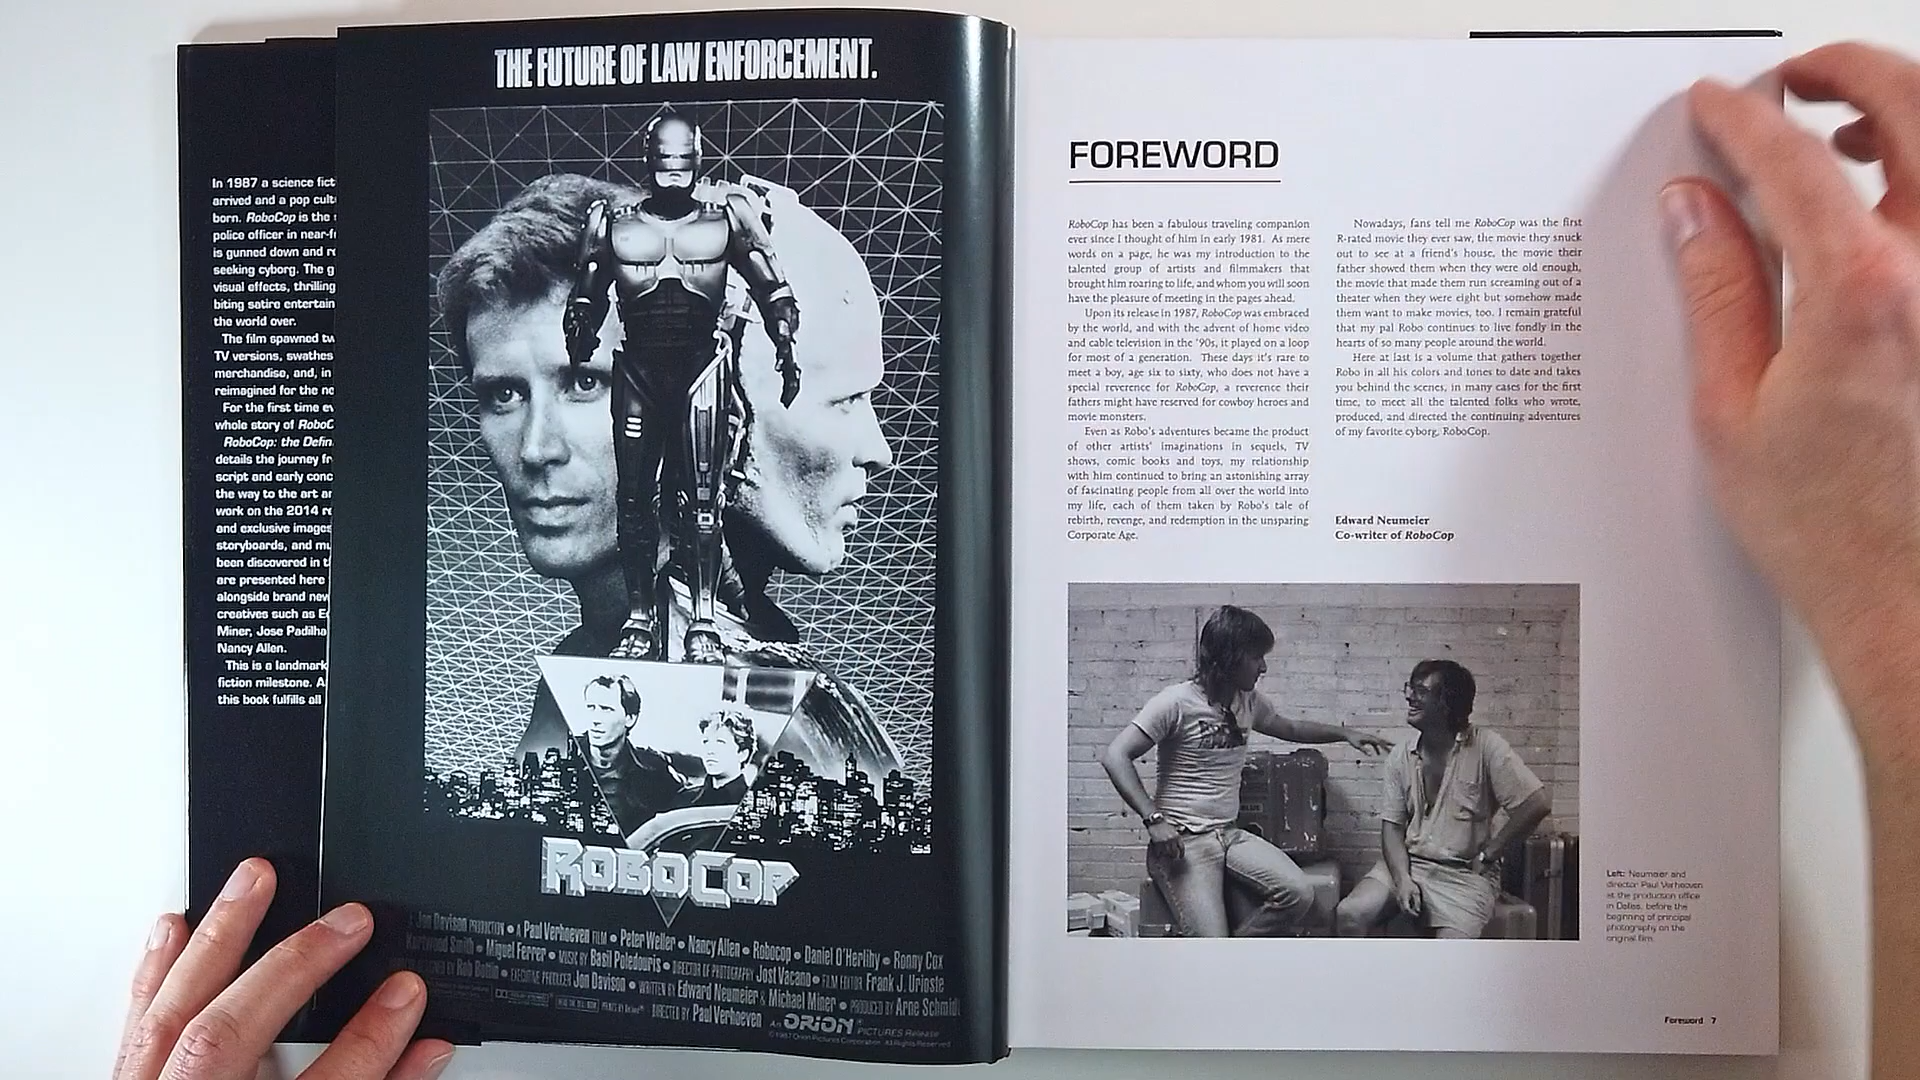 In 1987 a science fict
arrived and a pop cult
born. RoboCop is the
police officer in near-f
is gunned down and re
seeking cyborg. The g
visual effects, thrilling
biting satire entertain
the world over.
The film spawned tw
TV versions, swathes
merchandise, and, in
reimagined for the ne
For the first time ev
whole story of RoboC
RoboCop: the Defin
details the journey fr
script and early conc
the way to the art an
work on the 2014 re
and exclusive images
storyboards, and mu
been discovered in t
are presented here
alongside brand new
creatives such as E
Miner, Jose Padilha
Nancy Allen.
This is a landmark
fiction milestone. A
this book fulfills all
THE FUTURE OF LAW ENFORCEMENT.
ROBOCOP
A Jon Davison PRODUCTION • A Paul Verhoeven FILM • Peter Weller • Nancy Allen • Robocop • Daniel O'Herlihy • Ronny Cox
Kurtwood Smith • Miguel Ferrer • MUSIC BY Basil Poledouris • DIRECTOR OF PHOTOGRAPHY Jost Vacano • FILM EDITOR Frank J. Urioste
Rob Bottin • EXECUTIVE PRODUCER Jon Davison • WRITTEN BY Edward Neumeier & Michael Miner • PRODUCED BY Arne Schmidt
DIRECTED BY Paul Verhoeven An ORION PICTURES Release
©1987 Orion Pictures Corporation. All Rights Reserved
FOREWORD
RoboCop has been a fabulous traveling companion
ever since I thought of him in early 1981. As mere
words on a page, he was my introduction to the
talented group of artists and filmmakers that
brought him roaring to life, and whom you will soon
have the pleasure of meeting in the pages ahead.
Upon its release in 1987, RoboCop was embraced
by the world, and with the advent of home video
and cable television in the '90s, it played on a loop
for most of a generation. These days it's rare to
meet a boy, age six to sixty, who does not have a
special reverence for RoboCop, a reverence their
fathers might have reserved for cowboy heroes and
movie monsters.
Even as Robo's adventures became the product
of other artists' imaginations in sequels, TV
shows, comic books and toys, my relationship
with him continued to bring an astonishing array
of fascinating people from all over the world into
my life, each of them taken by Robo's tale of
rebirth, revenge, and redemption in the unsparing
Corporate Age.
Nowadays, fans tell me RoboCop was the first
R-rated movie they ever saw, the movie they snuck
out to see at a friend's house, the movie their
father showed them when they were old enough,
the movie that made them run screaming out of a
theater when they were eight but somehow made
them want to make movies, too. I remain grateful
that my pal Robo continues to live fondly in the
hearts of so many people around the world.
Here at last is a volume that gathers together
Robo in all his colors and tones to date and takes
you behind the scenes, in many cases for the first
time, to meet all the talented folks who wrote,
produced, and directed the continuing adventures
of my favorite cyborg, RoboCop.
Edward Neumeier
Co-writer of RoboCop
Left: Neumeier and
director Paul Verhoeven
at the production office
in Dallas, before the
beginning of principal
photography on the
original film.
Foreword 7